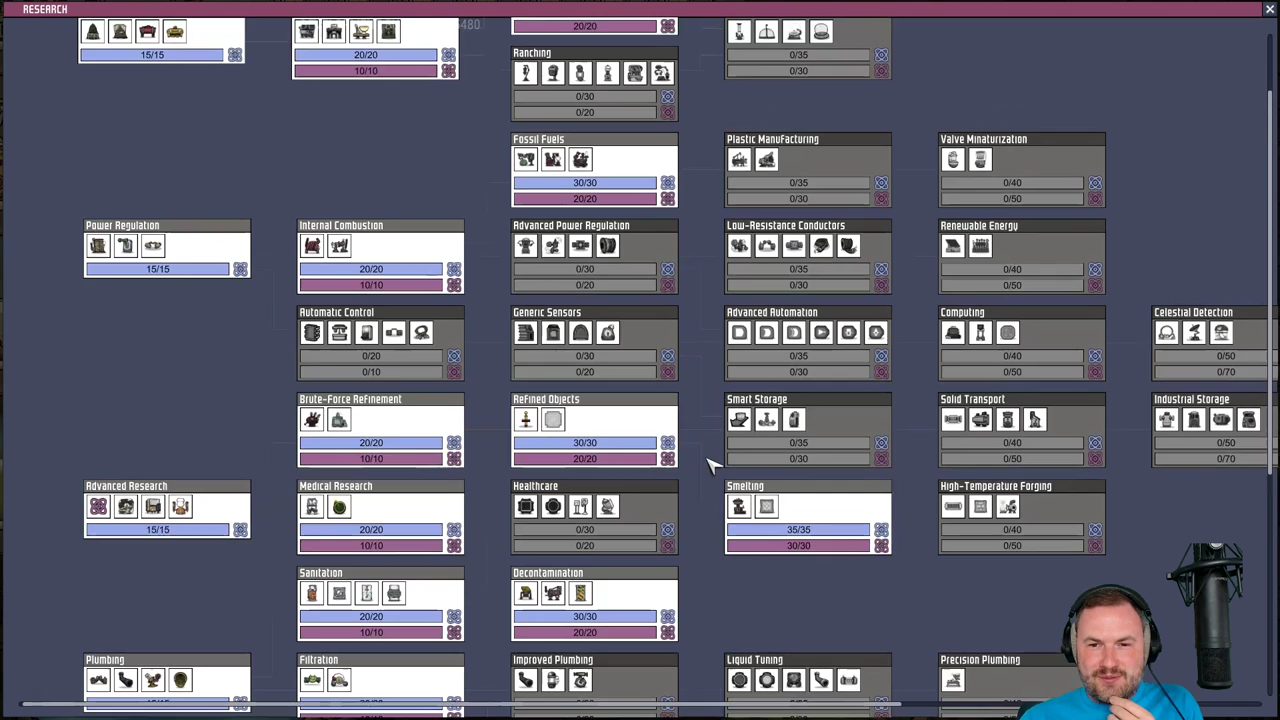 RESEARCH
480
20/20
15/15
20/20
10/10
0/35
0/30
Ranching
0/30
0/20
Fossil Fuels
30/30
20/20
Plastic Manufacturing
0/35
0/30
Valve Minaturization
0/40
0/50
Power Regulation
15/15
Internal Combustion
20/20
10/10
Advanced Power Regulation
0/30
0/20
Low-Resistance Conductors
0/35
0/30
Renewable Energy
0/40
0/50
Automatic Control
0/20
0/10
Generic Sensors
0/30
0/20
Advanced Automation
0/35
0/30
Computing
0/40
0/50
Celestial Detection
0/50
0/70
Brute-Force Refinement
20/20
10/10
Refined Objects
30/30
20/20
Smart Storage
0/35
0/30
Solid Transport
0/40
0/50
Industrial Storage
0/50
0/70
Advanced Research
15/15
Medical Research
20/20
10/10
Healthcare
0/30
0/20
Smelting
35/35
30/30
High-Temperature Forging
0/40
0/50
Sanitation
20/20
10/10
Decontamination
30/30
20/20
Plumbing
Filtration
Improved Plumbing
Liquid Tuning
Precision Plumbing